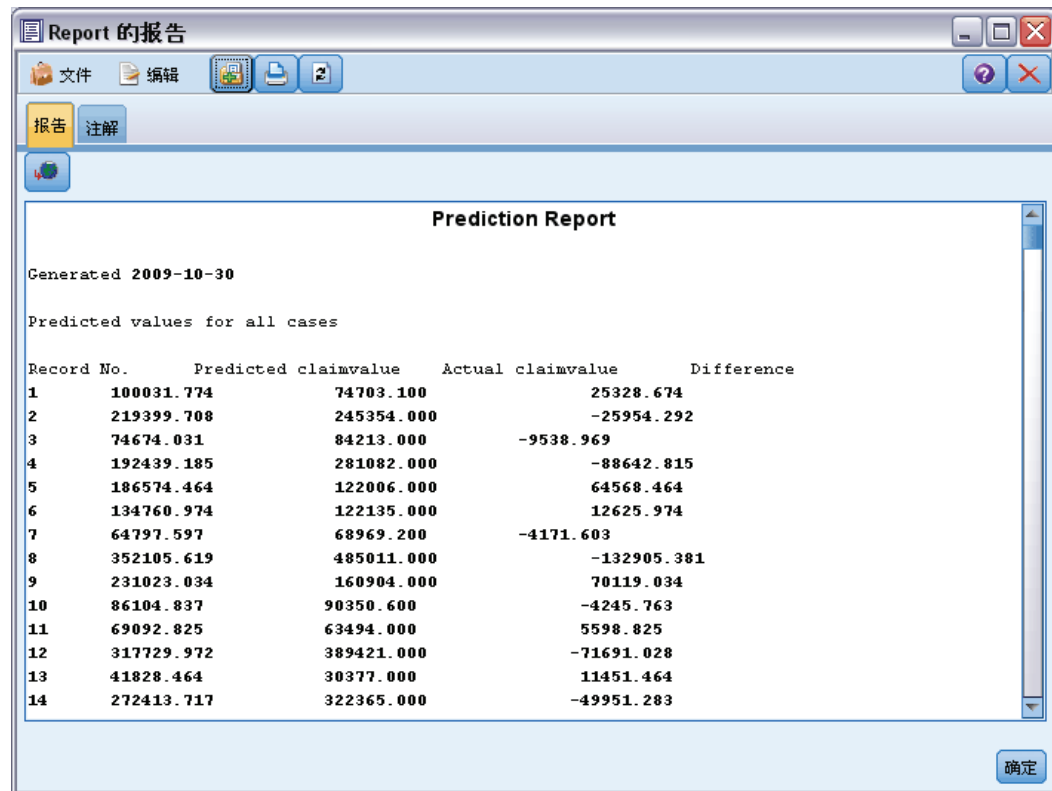 Report 的报告
文件 编辑
报告 注解
Prediction Report
Generated 2009-10-30
Predicted values for all cases
Record No. Predicted claimvalue Actual claimvalue Difference
1 100031.774 74703.100 25328.674
2 219399.708 245354.000 -25954.292
3 74674.031 84213.000 -9538.969
4 192439.185 281082.000 -88642.815
5 186574.464 122006.000 64568.464
6 134760.974 122135.000 12625.974
7 64797.597 68969.200 -4171.603
8 352105.619 485011.000 -132905.381
9 231023.034 160904.000 70119.034
10 86104.837 90350.600 -4245.763
11 69092.825 63494.000 5598.825
12 317729.972 389421.000 -71691.028
13 41828.464 30377.000 11451.464
14 272413.717 322365.000 -49951.283
确定